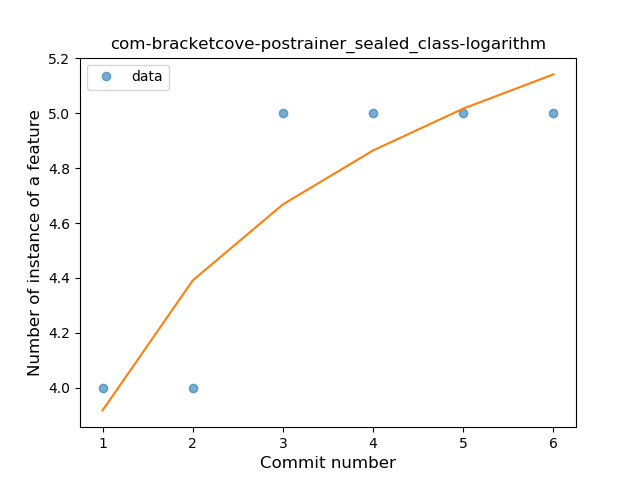 com-bracketcove-postrainer_sealed_class-logarithm
data
Number of instance of a feature
5.2
5.0
4.8
4.6
4.4
4.2
4.0
1 2 3 4 5 6
Commit number